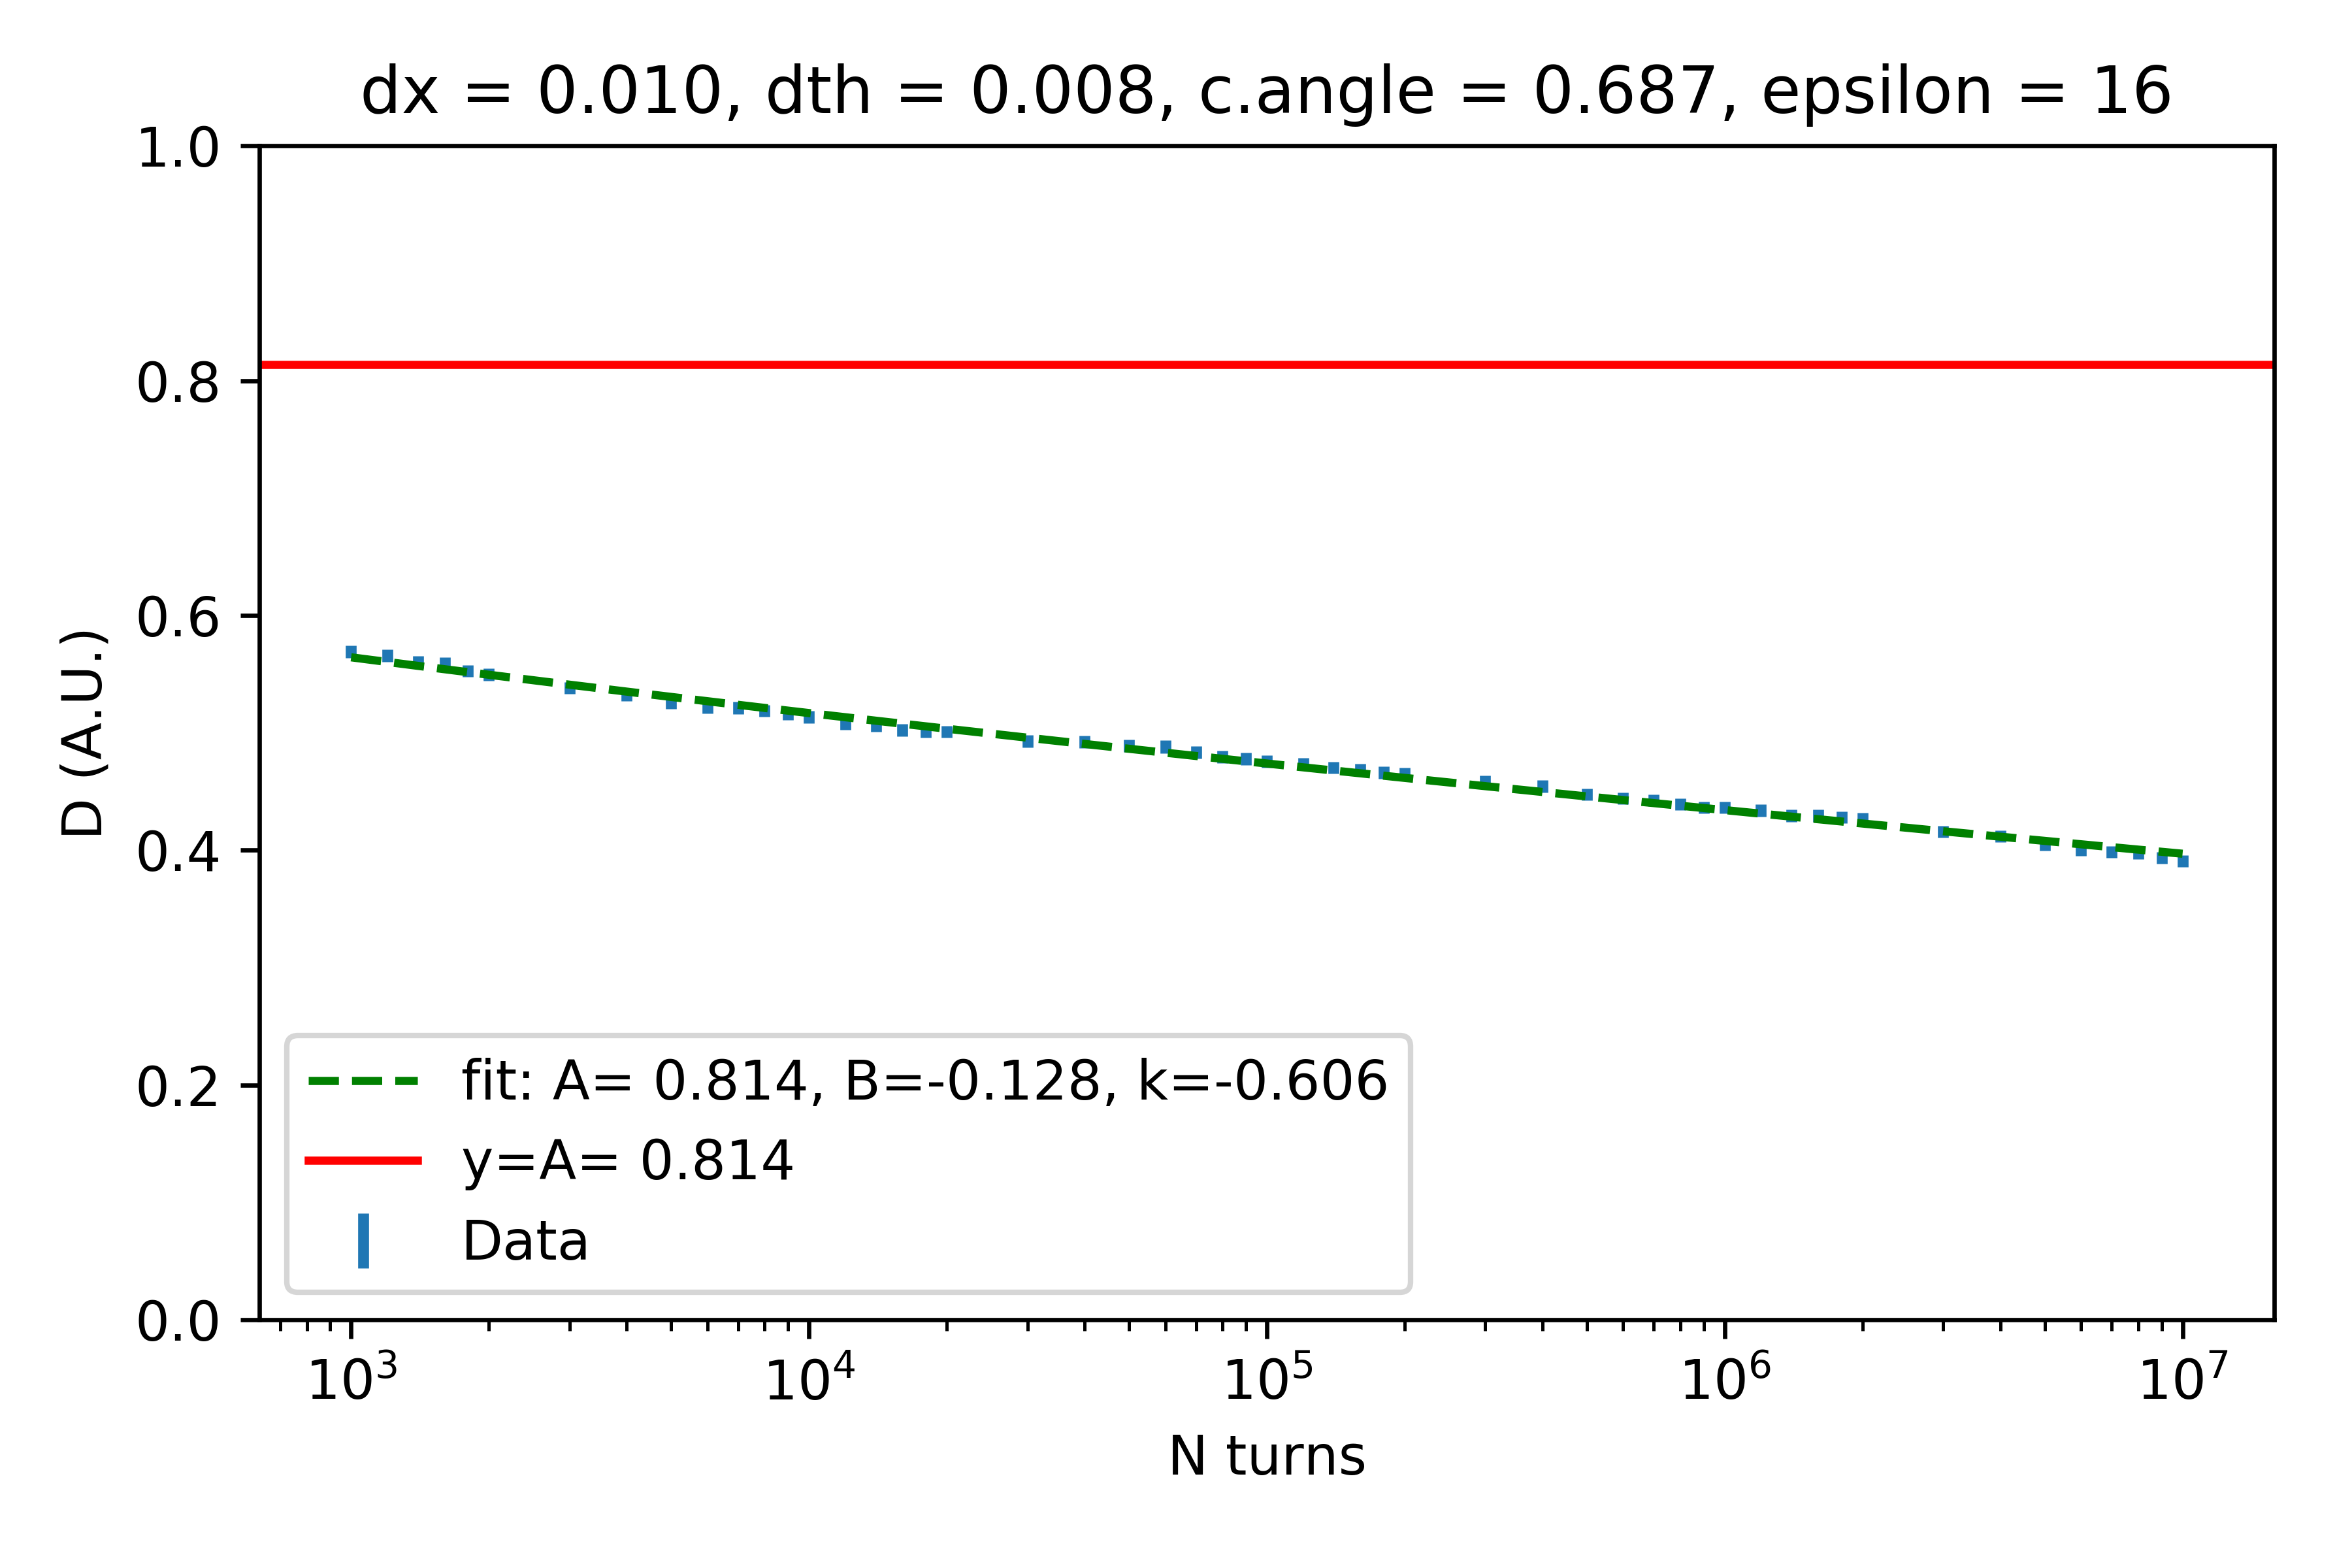 dx = 0.010, dth = 0.008, c.angle = 0.687, epsilon = 16
1.0
0.8
0.6
0.4
0.2
0.0
D (A.U.)
fit: A= 0.814, B=-0.128, k=-0.606
y=A= 0.814
Data
10³ 10⁴ 10⁵ 10⁶ 10⁷
N turns